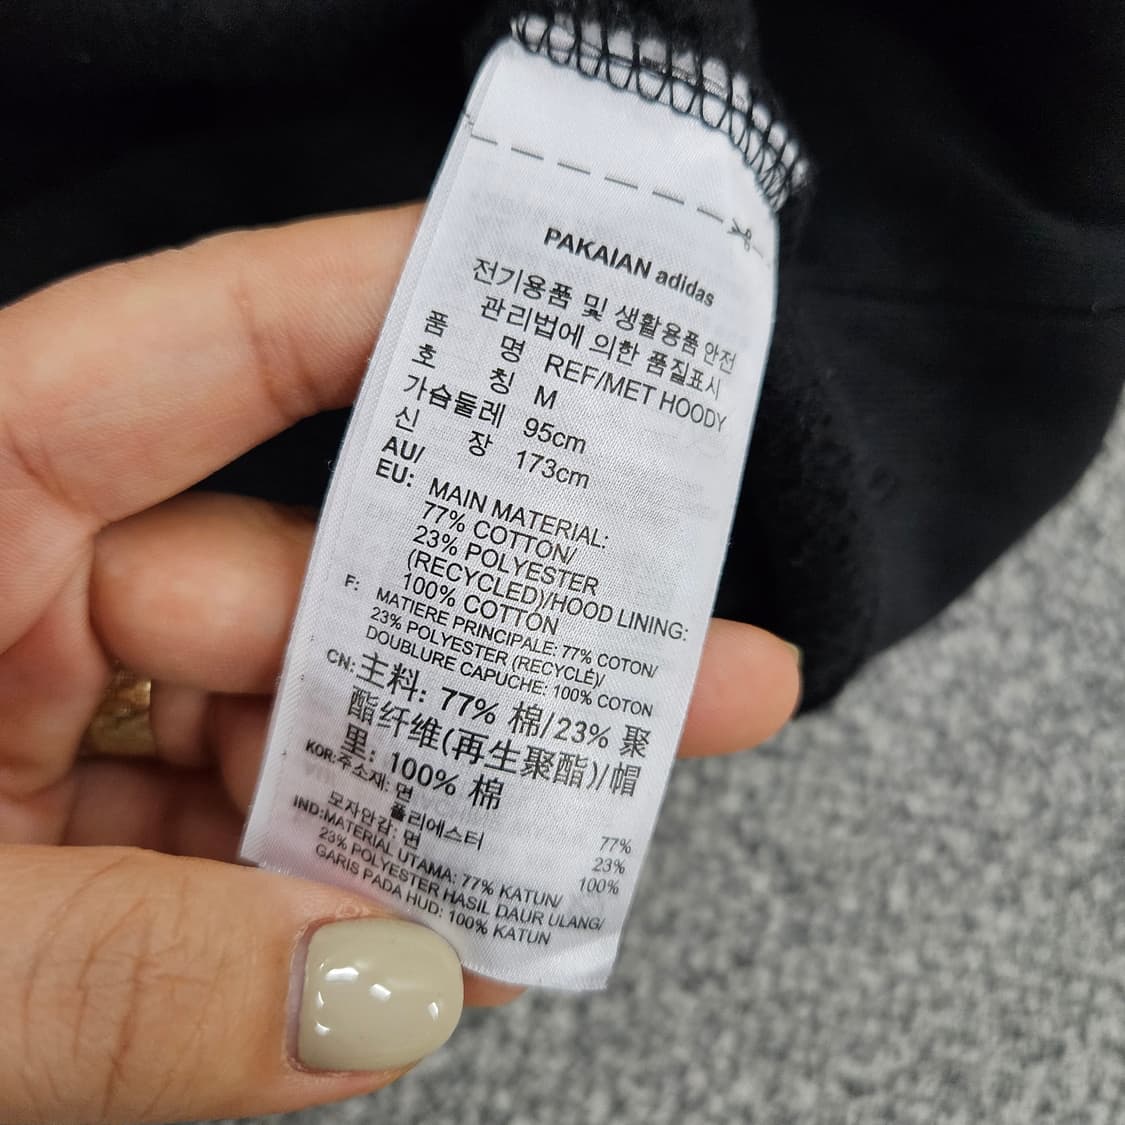 PAKAIAN adidas
전기용품 및 생활용품 안전
관리법에 의한 품질표시
품 명 REF/MET HOODY
호 칭 M
가슴둘레 95cm
신 장 173cm
AU/
EU: MAIN MATERIAL:
77% COTTON/
23% POLYESTER
(RECYCLED)/HOOD LINING:
100% COTTON
F: MATIERE PRINCIPALE: 77% COTON/
23% POLYESTER (RECYCLÉ)/
DOUBLURE CAPUCHE: 100% COTON
CN: 主料: 77% 棉/23% 聚
酯纤维(再生聚酯)/帽
里: 100% 棉
KOR:주소재: 면 77%
폴리에스터 23%
모자안감: 면 100%
IND:MATERIAL UTAMA: 77% KATUN/
23% POLYESTER HASIL DAUR ULANG/
GARIS PADA HUD: 100% KATUN